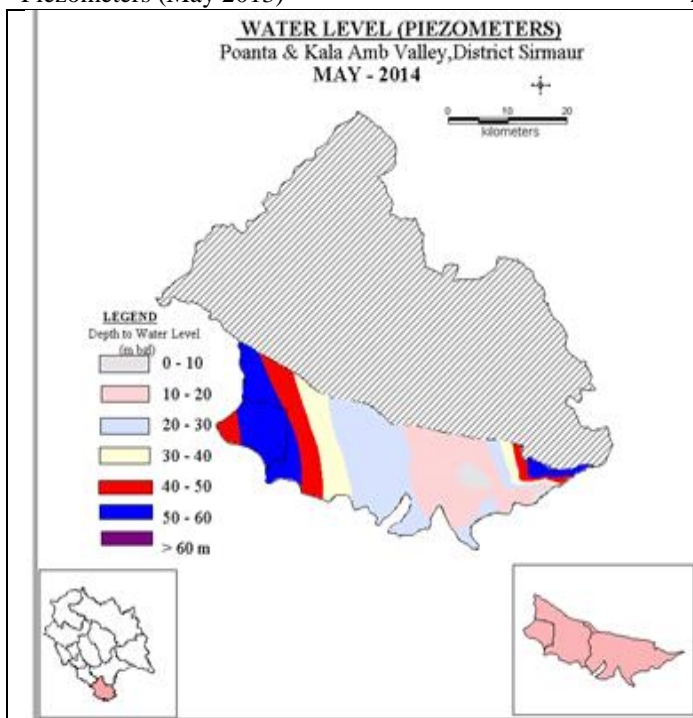 Piezometers (May 2013)
WATER LEVEL (PIEZOMETERS)
Poanta & Kala Amb Valley,District Sirmaur
MAY - 2014
0 10 20
kilometers
LEGEND
Depth to Water Level
(m bgl)
0 - 10
10 - 20
20 - 30
30 - 40
40 - 50
50 - 60
> 60 m